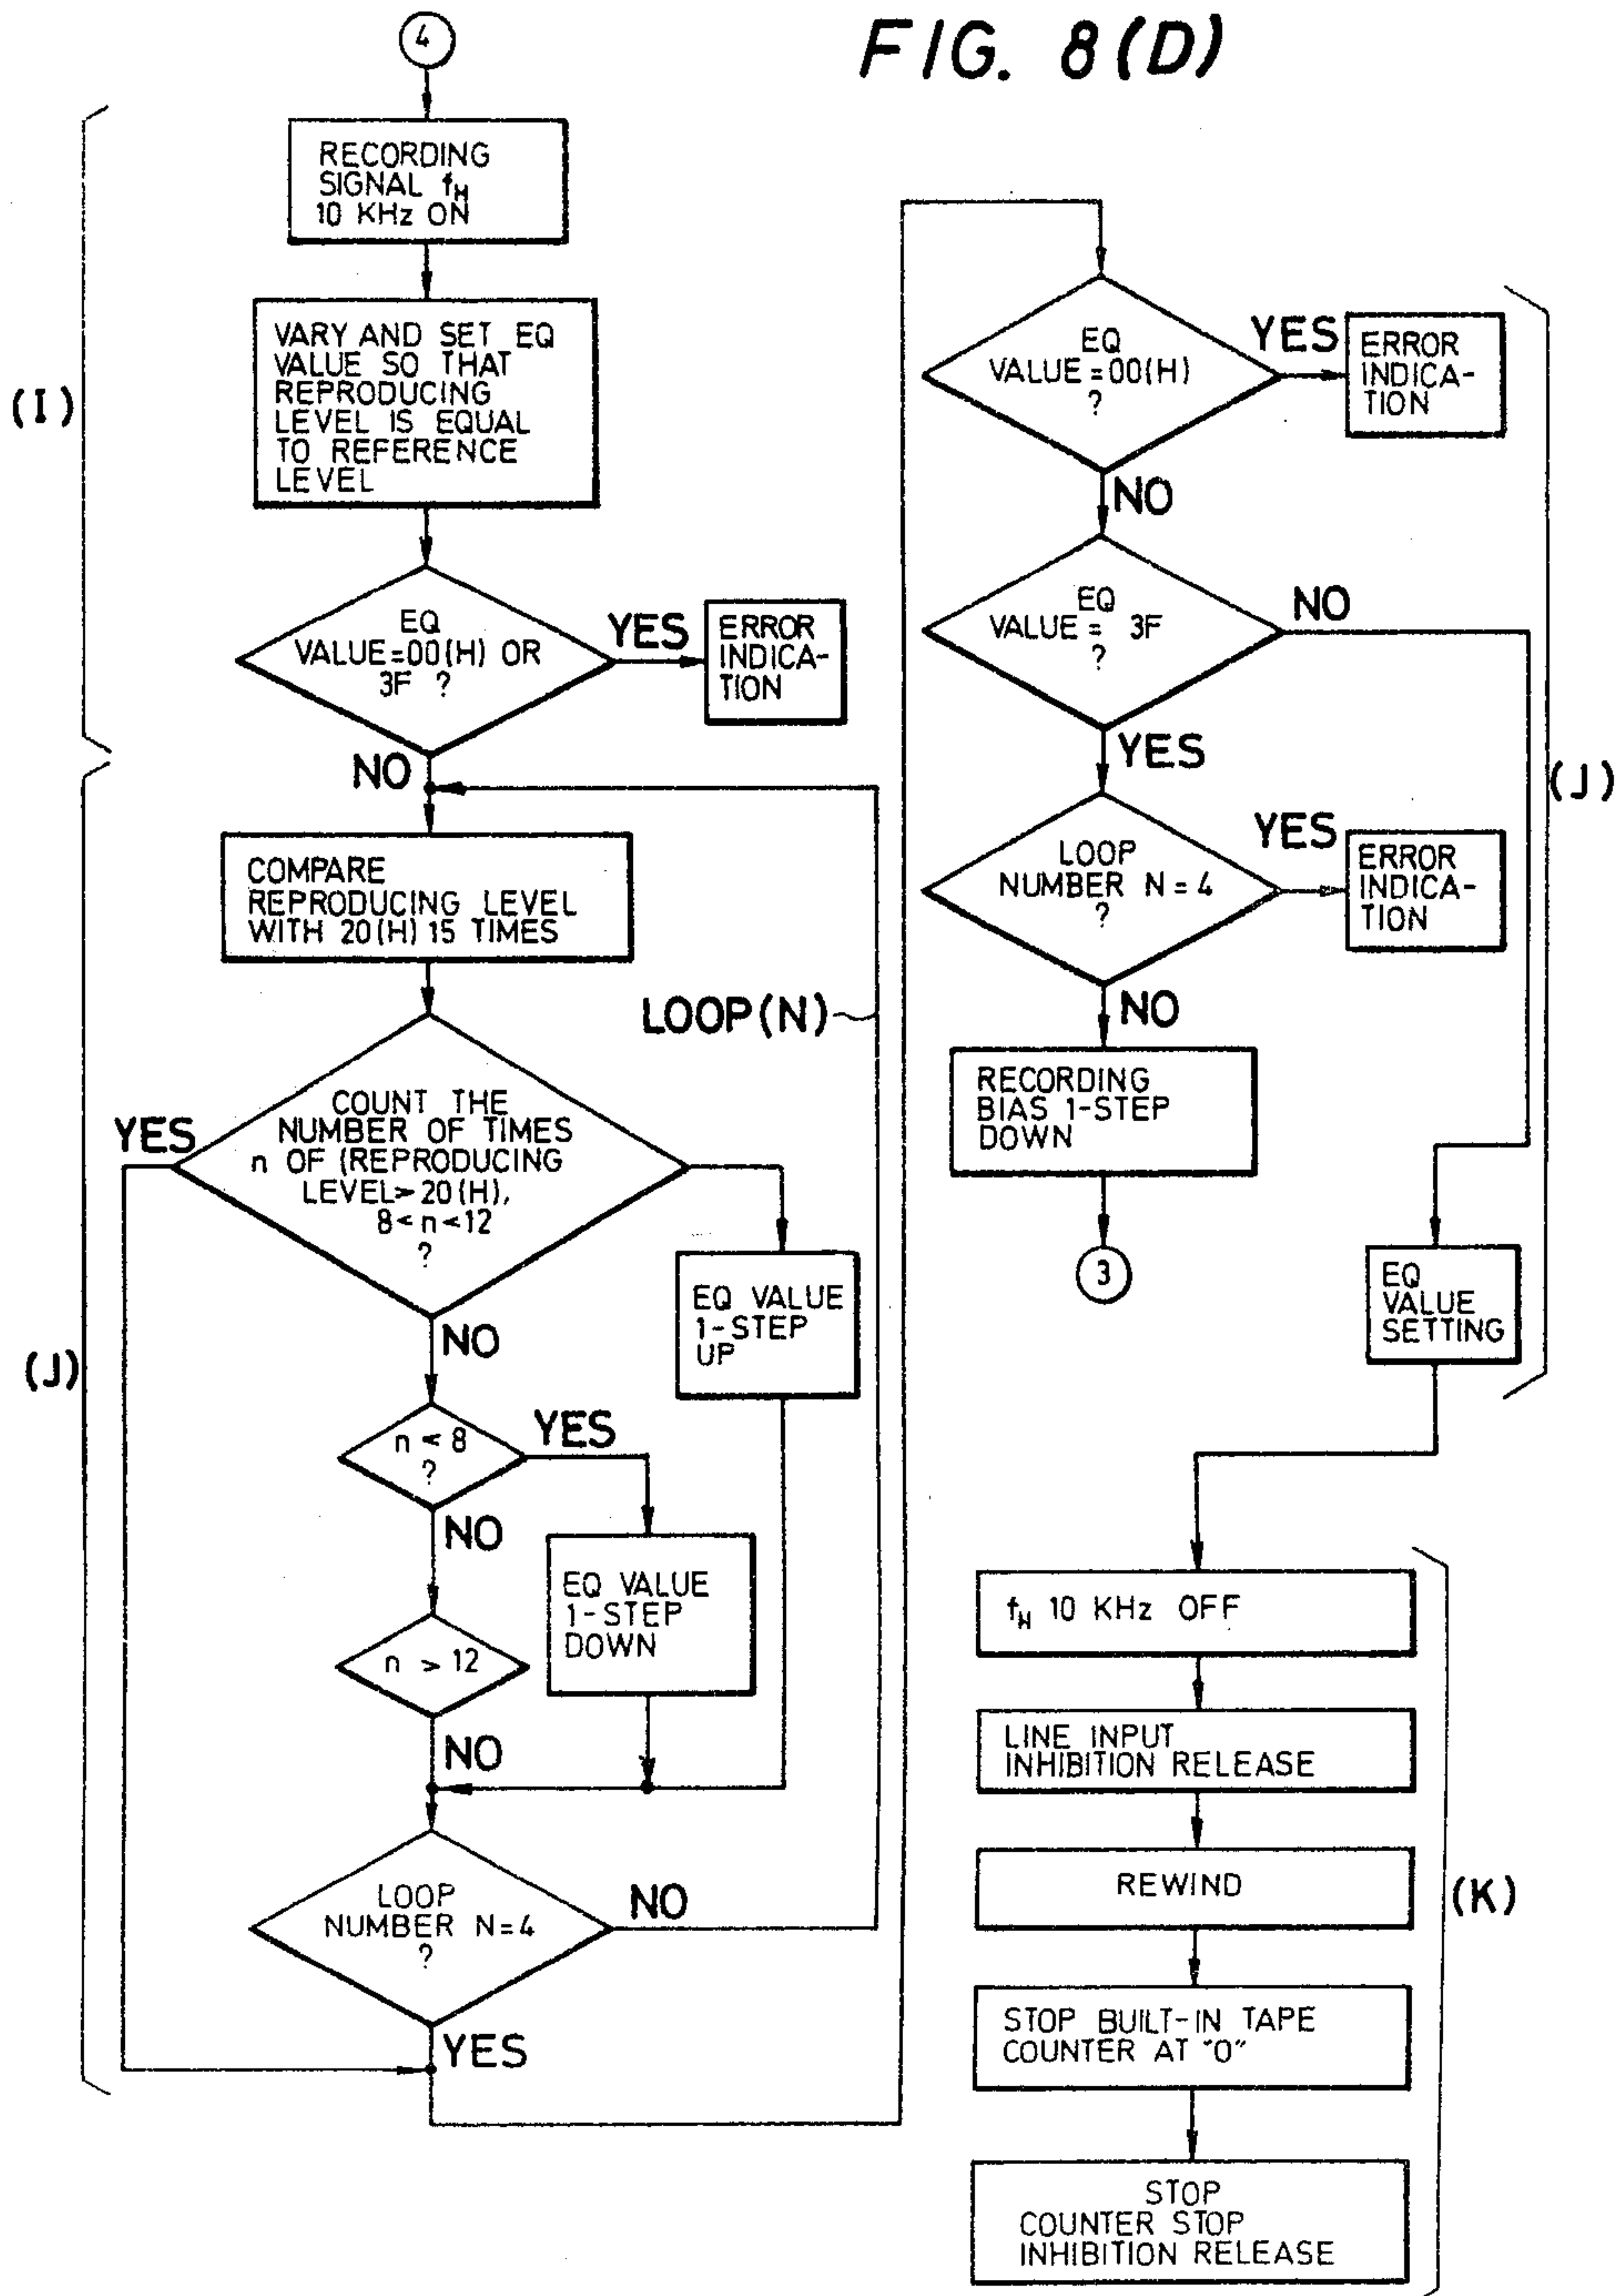 FIG. 8(D)
4
RECORDING
SIGNAL fH
10 KHz ON
(I)
VARY AND SET EQ
VALUE SO THAT
REPRODUCING
LEVEL IS EQUAL
TO REFERENCE
LEVEL
EQ
VALUE=00(H) OR
3F ?
YES
ERROR
INDICA-
TION
NO
COMPARE
REPRODUCING LEVEL
WITH 20(H) 15 TIMES
LOOP(N)
COUNT THE
NUMBER OF TIMES
n OF (REPRODUCING
LEVEL>20(H),
8<n<12
?
YES
EQ VALUE
1-STEP
UP
NO
(J)
n < 8
?
YES
NO
EQ VALUE
1-STEP
DOWN
n > 12
NO
LOOP
NUMBER N=4
?
NO
YES
EQ
VALUE=00(H)
?
YES
ERROR
INDICA-
TION
NO
EQ
VALUE= 3F
?
NO
YES
(J)
LOOP
NUMBER N=4
?
YES
ERROR
INDICA-
TION
NO
RECORDING
BIAS 1-STEP
DOWN
3
EQ
VALUE
SETTING
fH 10 KHz OFF
LINE INPUT
INHIBITION RELEASE
REWIND
(K)
STOP BUILT-IN TAPE
COUNTER AT "0"
STOP
COUNTER STOP
INHIBITION RELEASE